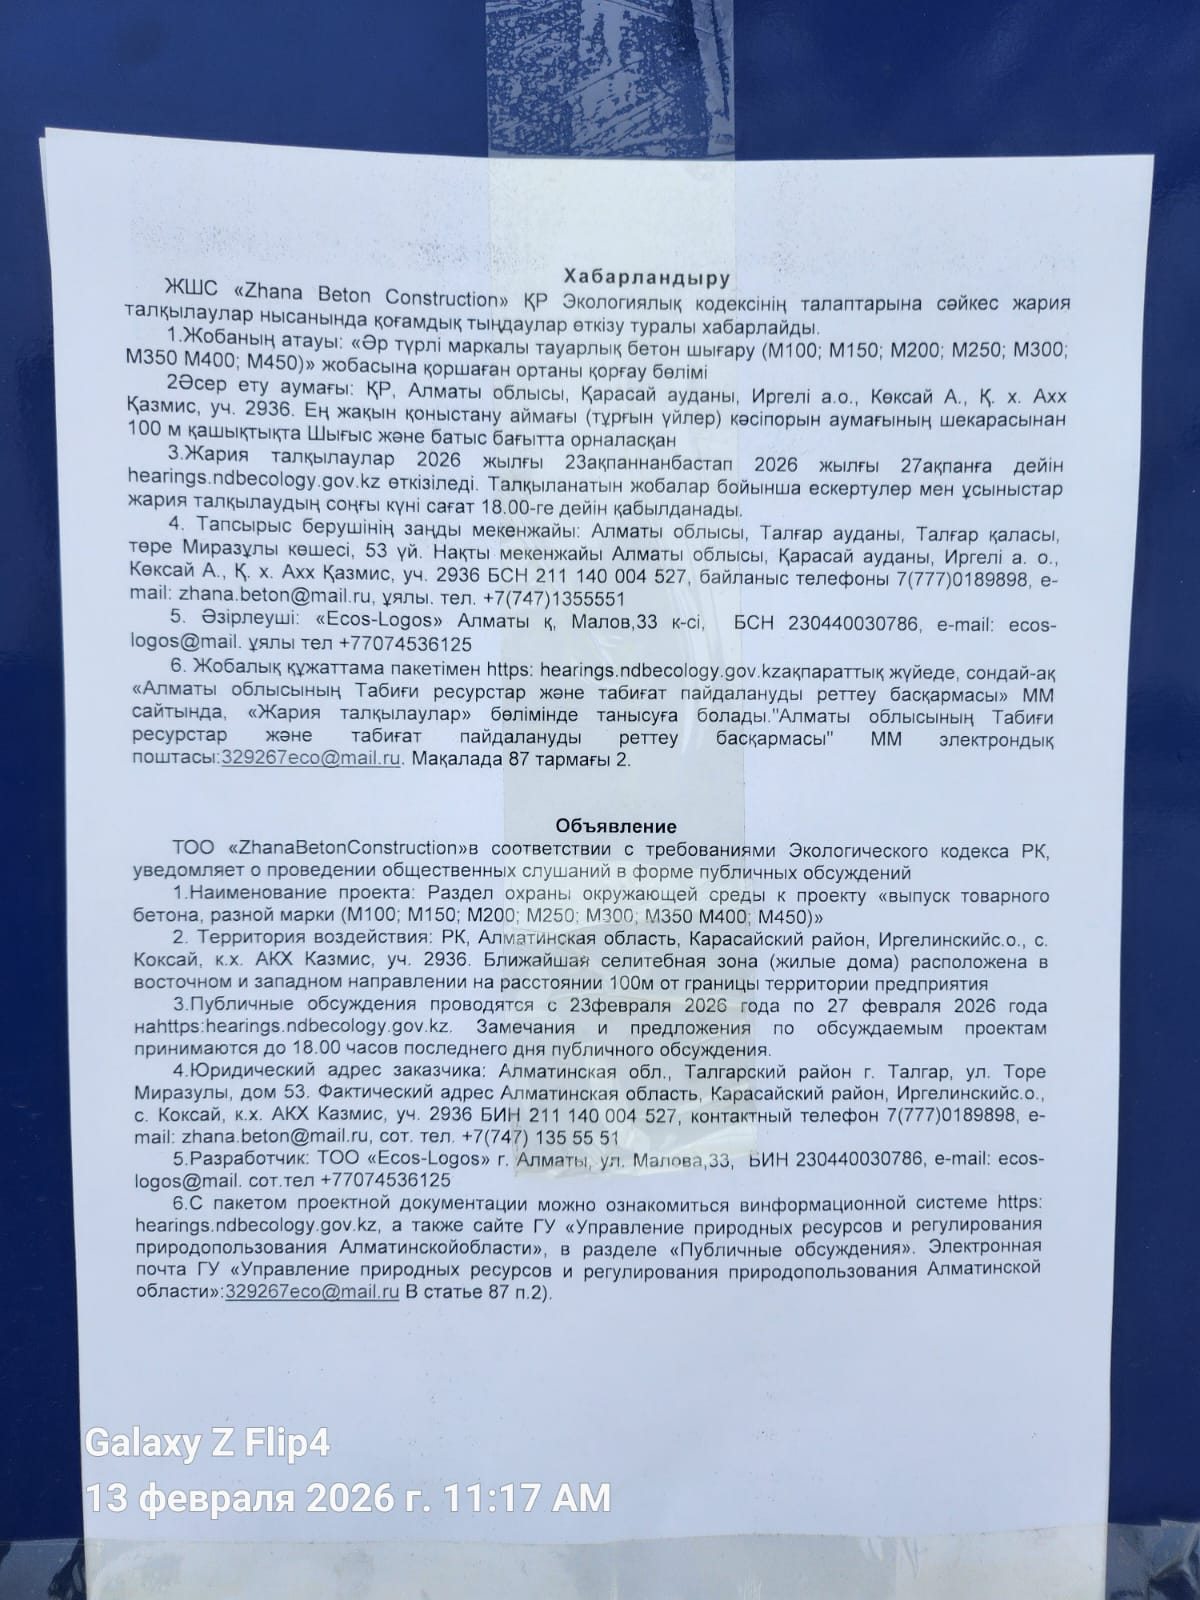 Хабарландыру
ЖШС «Zhana Beton Construction» ҚР Экологиялық кодексінің талаптарына сәйкес жария
талқылаулар нысанында қоғамдық тыңдаулар өткізу туралы хабарлайды.
1.Жобаның атауы: «Әр түрлі маркалы тауарлық бетон шығару (М100; М150; М200; М250; М300;
М350 М400; М450)» жобасына қоршаған ортаны қорғау бөлімі
2Әсер ету аумағы: ҚР, Алматы облысы, Қарасай ауданы, Иргелі а.о., Көксай А., Қ. х. Ахх
Қазмис, уч. 2936. Ең жақын қоныстану аймағы (тұрғын үйлер) кәсіпорын аумағының шекарасынан
100 м қашықтықта Шығыс және батыс бағытта орналасқан
3.Жария талқылаулар 2026 жылғы 23ақпаннанбастап 2026 жылғы 27ақпанға дейін
hearings.ndbecology.gov.kz өткізіледі. Талқыланатын жобалар бойынша ескертулер мен ұсыныстар
жария талқылаудың соңғы күні сағат 18.00-ге дейін қабылданады.
4. Тапсырыс берушінің заңды мекенжайы: Алматы облысы, Талғар ауданы, Талғар қаласы,
төре Миразұлы көшесі, 53 үй. Нақты мекенжайы Алматы облысы, Қарасай ауданы, Иргелі а. о.,
Көксай А., Қ. х. Ахх Қазмис, уч. 2936 БСН 211 140 004 527, байланыс телефоны 7(777)0189898, e-
mail: zhana.beton@mail.ru, ұялы. тел. +7(747)1355551
5. Әзірлеуші: «Ecos-Logos» Алматы қ, Малов,33 к-сі, БСН 230440030786, e-mail: ecos-
logos@mail. ұялы тел +77074536125
6. Жобалық құжаттама пакетімен https: hearings.ndbecology.gov.kzақпараттық жүйеде, сондай-ақ
«Алматы облысының Табиғи ресурстар және табиғат пайдалануды реттеу басқармасы» ММ
сайтында, «Жария талқылаулар» бөлімінде танысуға болады."Алматы облысының Табиғи
ресурстар және табиғат пайдалануды реттеу басқармасы" ММ электрондық
поштасы:329267eco@mail.ru. Мақалада 87 тармағы 2.
Объявление
ТОО «ZhanaBetonConstruction»в соответствии с требованиями Экологического кодекса РК,
уведомляет о проведении общественных слушаний в форме публичных обсуждений
1.Наименование проекта: Раздел охраны окружающей среды к проекту «выпуск товарного
бетона, разной марки (М100; М150; М200; М250; М300; М350 М400; М450)»
2. Территория воздействия: РК, Алматинская область, Карасайский район, Иргелинскийс.о., с.
Коксай, к.х. АКХ Казмис, уч. 2936. Ближайшая селитебная зона (жилые дома) расположена в
восточном и западном направлении на расстоянии 100м от границы территории предприятия
3.Публичные обсуждения проводятся с 23февраля 2026 года по 27 февраля 2026 года
наhttps:hearings.ndbecology.gov.kz. Замечания и предложения по обсуждаемым проектам
принимаются до 18.00 часов последнего дня публичного обсуждения.
4.Юридический адрес заказчика: Алматинская обл., Талгарский район г. Талгар, ул. Торе
Миразулы, дом 53. Фактический адрес Алматинская область, Карасайский район, Иргелинскийс.о.,
с. Коксай, к.х. АКХ Казмис, уч. 2936 БИН 211 140 004 527, контактный телефон 7(777)0189898, e-
mail: zhana.beton@mail.ru, сот. тел. +7(747) 135 55 51
5.Разработчик: ТОО «Ecos-Logos» г. Алматы, ул. Малова,33, БИН 230440030786, e-mail: ecos-
logos@mail. сот.тел +77074536125
6.С пакетом проектной документации можно ознакомиться винформационной системе https:
hearings.ndbecology.gov.kz, а также сайте ГУ «Управление природных ресурсов и регулирования
природопользования Алматинскойобласти», в разделе «Публичные обсуждения». Электронная
почта ГУ «Управление природных ресурсов и регулирования природопользования Алматинской
области»:329267eco@mail.ru В статье 87 п.2).
Galaxy Z Flip4
13 февраля 2026 г. 11:17 AM